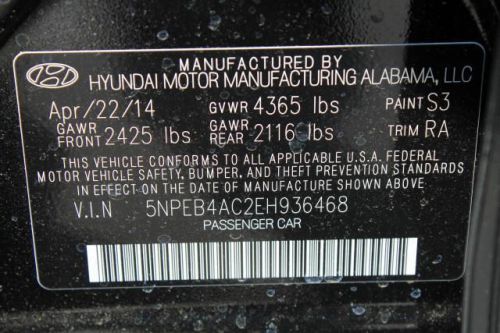 MANUFACTURED BY
HYUNDAI MOTOR MANUFACTURING ALABAMA, LLC
Apr/22/14 GVWR 4365 lbs PAINT S3
GAWR FRONT 2425 lbs GAWR REAR 2116 lbs TRIM RA
THIS VEHICLE CONFORMS TO ALL APPLICABLE U.S.A. FEDERAL
MOTOR VEHICLE SAFETY, BUMPER, AND THEFT PREVENTION STANDARDS
IN EFFECT ON THE DATE OF MANUFACTURE SHOWN ABOVE
V.I.N 5NPEB4AC2EH936468
PASSENGER CAR